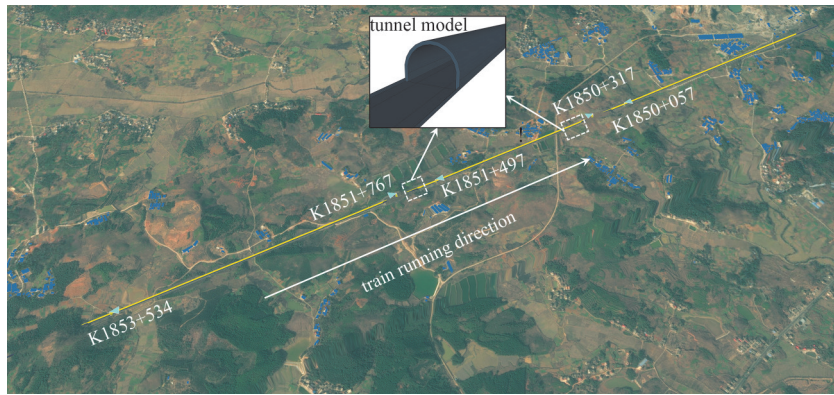 tunnel model
K1850+317
K1850+057
K1851+767
K1851+497
train running direction
K1853+534